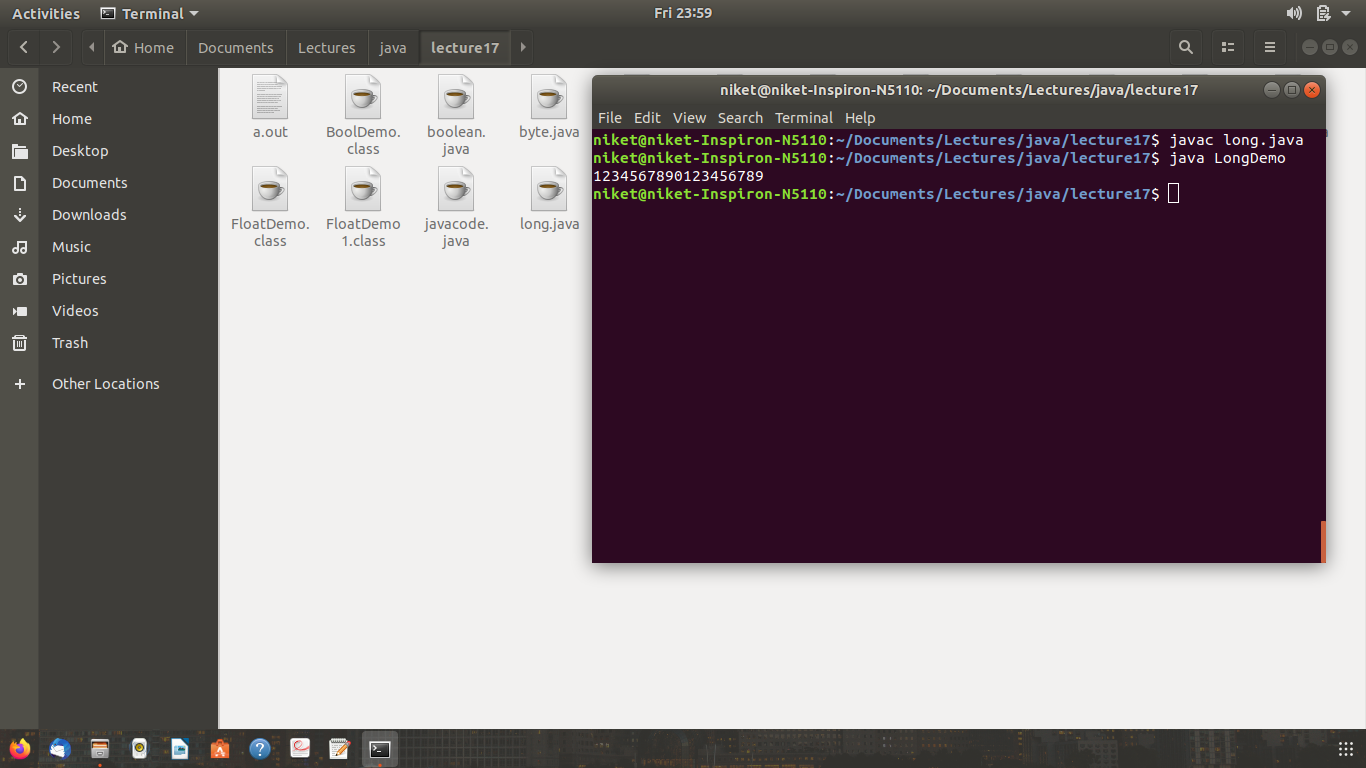 Activities Terminal Fri 23:59
Home Documents Lectures java lecture17
Recent
Home
Desktop
Documents
Downloads
Music
Pictures
Videos
Trash
Other Locations
a.out BoolDemo. boolean. byte.java
class java
FloatDemo. FloatDemo javacode. long.java
class 1.class java
niket@niket-Inspiron-N5110: ~/Documents/Lectures/java/lecture17
File Edit View Search Terminal Help
niket@niket-Inspiron-N5110:~/Documents/Lectures/java/lecture17$ javac long.java
niket@niket-Inspiron-N5110:~/Documents/Lectures/java/lecture17$ java LongDemo
1234567890123456789
niket@niket-Inspiron-N5110:~/Documents/Lectures/java/lecture17$